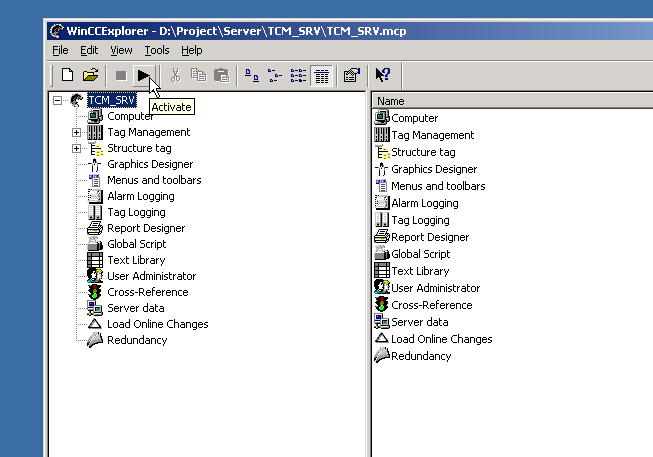 WinCCExplorer - D:\Project\Server\TCM_SRV\TCM_SRV.mcp
File Edit View Tools Help
TCM_SRV
Activate
Computer
Tag Management
Structure tag
Graphics Designer
Menus and toolbars
Alarm Logging
Tag Logging
Report Designer
Global Script
Text Library
User Administrator
Cross-Reference
Server data
Load Online Changes
Redundancy
Name
Computer
Tag Management
Structure tag
Graphics Designer
Menus and toolbars
Alarm Logging
Tag Logging
Report Designer
Global Script
Text Library
User Administrator
Cross-Reference
Server data
Load Online Changes
Redundancy